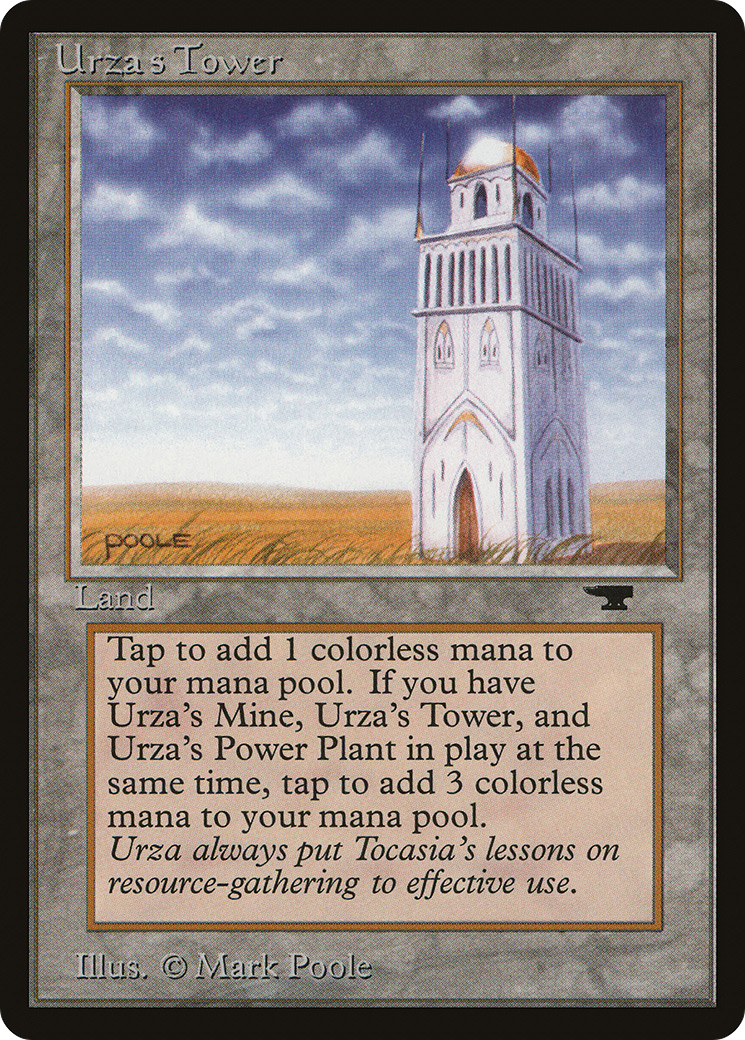 Urza's Tower
POOLE
Land
Tap to add 1 colorless mana to
your mana pool. If you have
Urza's Mine, Urza's Tower, and
Urza's Power Plant in play at the
same time, tap to add 3 colorless
mana to your mana pool.
Urza always put Tocasia's lessons on
resource-gathering to effective use.
Illus. © Mark Poole